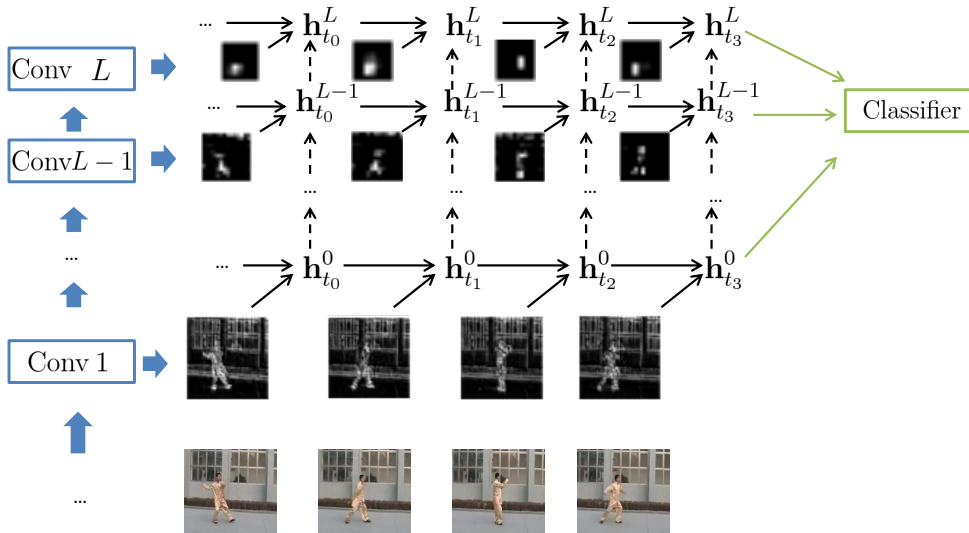 ... h^L_{t_0} h^L_{t_1} h^L_{t_2} h^L_{t_3}
Conv L
... h^{L-1}_{t_0} h^{L-1}_{t_1} h^{L-1}_{t_2} h^{L-1}_{t_3}
Classifier
Conv L − 1
... ... ... ...
...
... h^0_{t_0} h^0_{t_1} h^0_{t_2} h^0_{t_3}
Conv 1
...